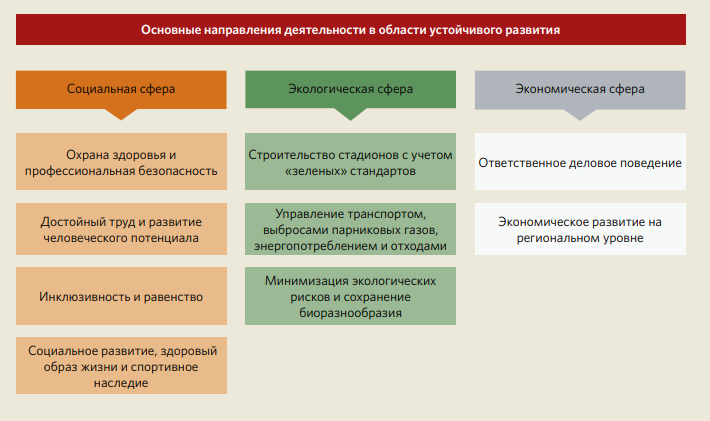 Основные направления деятельности в области устойчивого развития
Социальная сфера
Охрана здоровья и
профессиональная безопасность
Достойный труд и развитие
человеческого потенциала
Инклюзивность и равенство
Социальное развитие, здоровый
образ жизни и спортивное
наследие
Экологическая сфера
Строительство стадионов с учетом
«зеленых» стандартов
Управление транспортом,
выбросами парниковых газов,
энергопотреблением и отходами
Минимизация экологических
рисков и сохранение
биоразнообразия
Экономическая сфера
Ответственное деловое поведение
Экономическое развитие на
региональном уровне